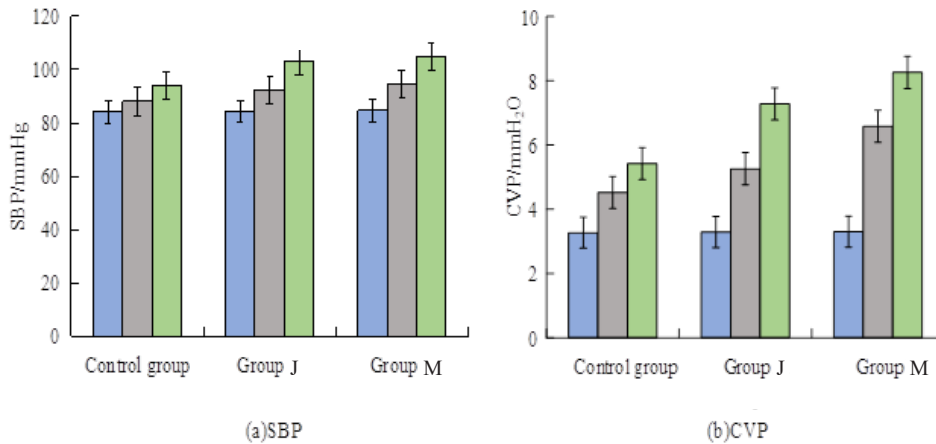 120
100
80
60
40
20
0
SBP/mmHg
Control group
Group J
Group M
(a)SBP
10
8
6
4
2
0
CVP/mmH₂O
Control group
Group J
Group M
(b)CVP